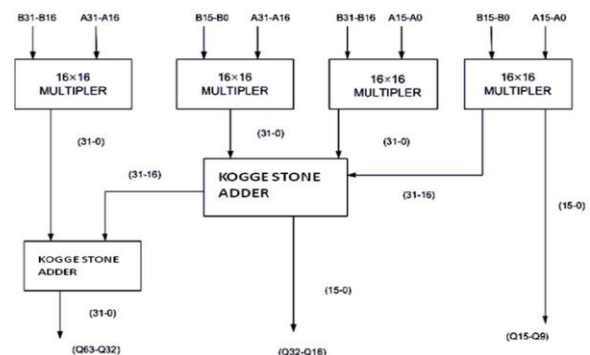 B31-B16 A31-A16 B15-B0 A31-A16 B31-B16 A15-A0 B15-B0 A15-A0
16×16
MULTIPLER
16×16
MULTIPLER
16×16
MULTIPLER
16×16
MULTIPLER
(31-0)
(31-0)
(31-0)
KOGGE STONE
ADDER
(31-16)
(31-16)
(15-0)
KOGGE STONE
ADDER
(15-0)
(31-0)
(Q63-Q32)
(Q32-Q16)
(Q15-Q9)